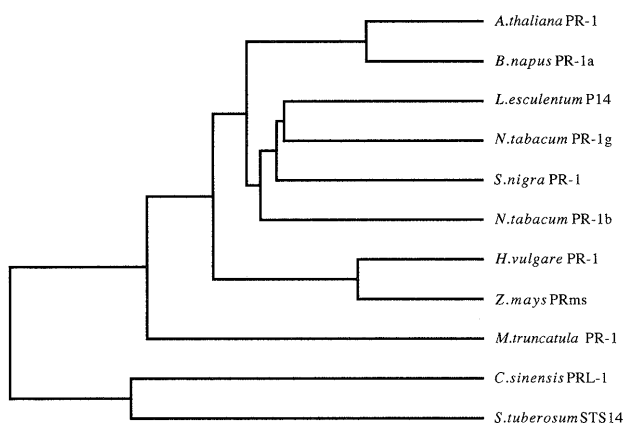 A.thaliana PR-1
B.napus PR-1a
L.esculentum P14
N.tabacum PR-1g
S.nigra PR-1
N.tabacum PR-1b
H.vulgare PR-1
Z.mays PRms
M.truncatula PR-1
C.sinensis PRL-1
S.tuberosum STS14